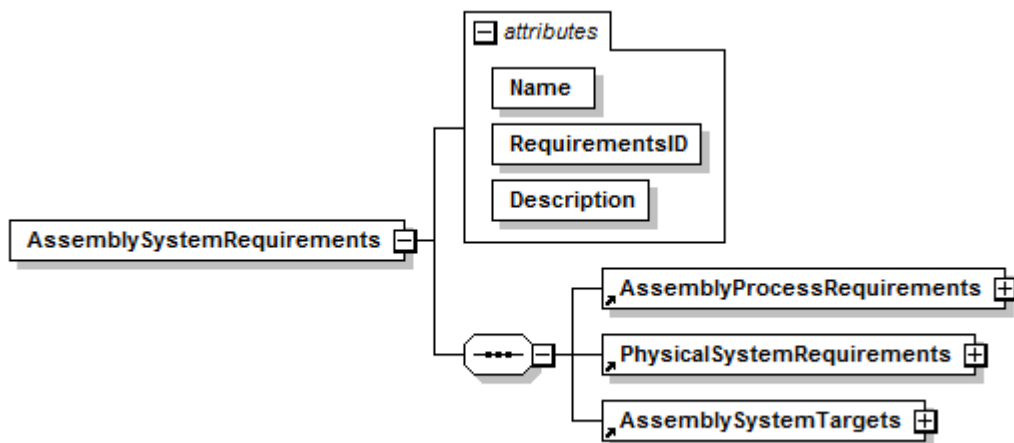 attributes
Name
RequirementsID
Description
AssemblySystemRequirements
AssemblyProcessRequirements
PhysicalSystemRequirements
AssemblySystemTargets